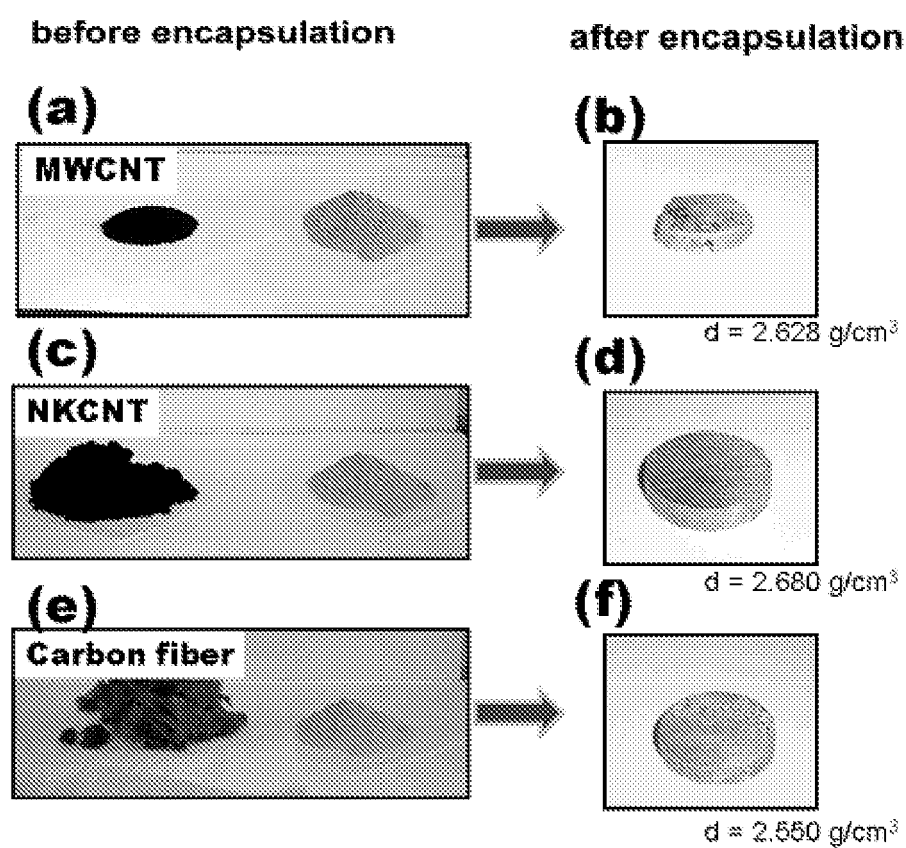 before encapsulation
after encapsulation
(a)
(b)
MWCNT
d = 2.628 g/cm³
(c)
(d)
NKCNT
d = 2.680 g/cm³
(e)
(f)
Carbon fiber
d = 2.550 g/cm³